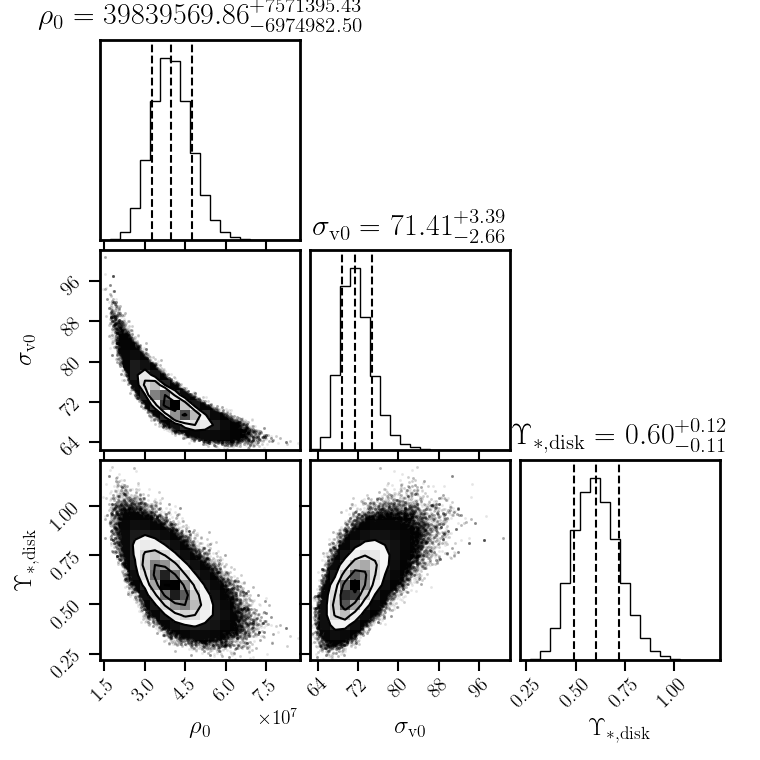 ρ₀ = 39839569.86⁺⁷⁵⁷¹³⁹⁵·⁴³₋₆₉₇₄₉₈₂.₅₀
σᵥ₀ = 71.41⁺³·³⁹₋₂.₆₆
96
88
80
72
64
σᵥ₀
Υ∗,disk = 0.60⁺⁰·¹²₋₀.₁₁
1.00
0.75
0.50
0.25
Υ∗,disk
1.5 3.0 4.5 6.0 7.5
×10⁷
ρ₀
64 72 80 88 96
σᵥ₀
0.25 0.50 0.75 1.00
Υ∗,disk